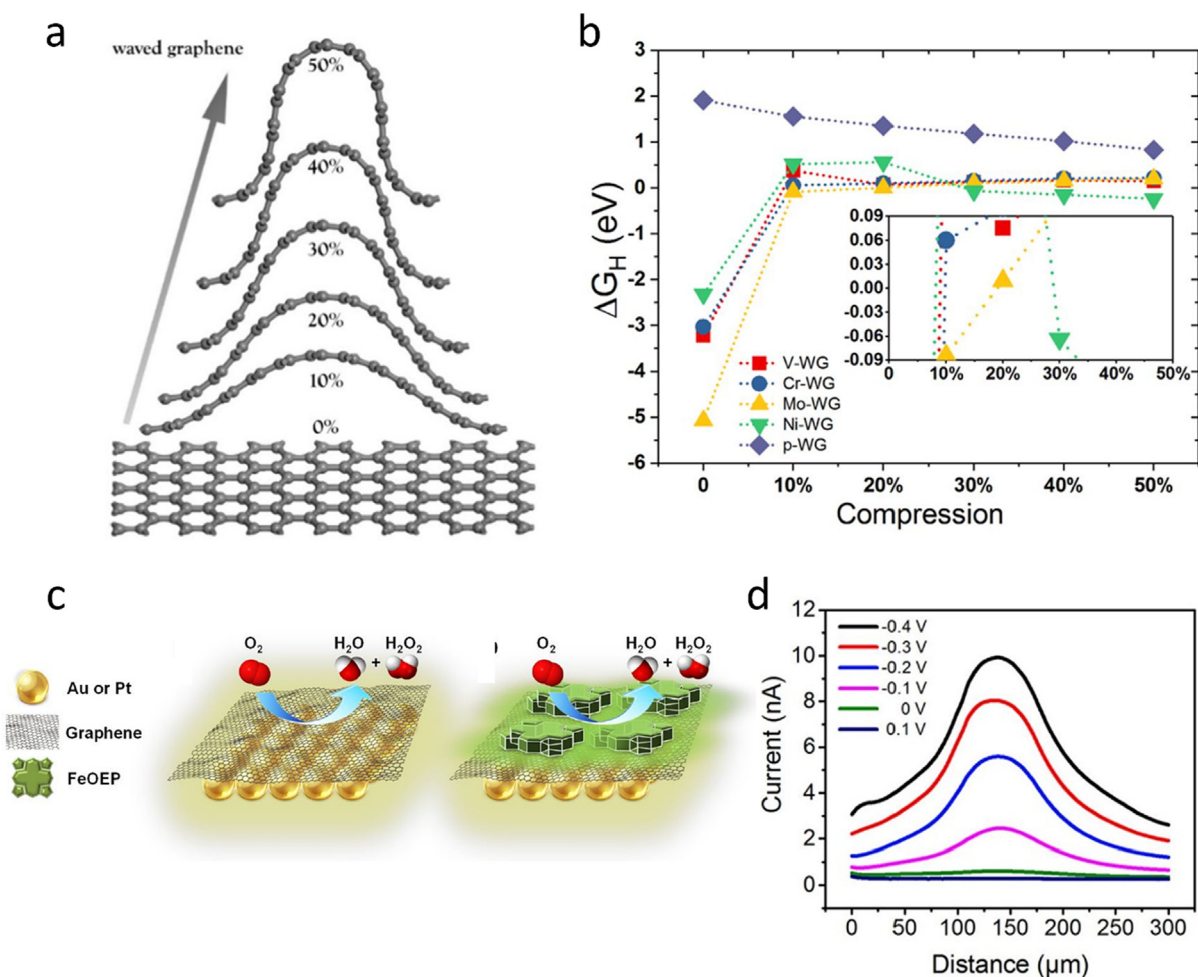 a
waved graphene
50%
40%
30%
20%
10%
0%
b
ΔG_H (eV)
2
1
0
-1
-2
-3
-4
-5
-6
0.09
0.06
0.03
0.00
-0.03
-0.06
-0.09
0 10% 20% 30% 40% 50%
V-WG
Cr-WG
Mo-WG
Ni-WG
p-WG
0 10% 20% 30% 40% 50%
Compression
c
O₂ H₂O + H₂O₂
O₂ H₂O + H₂O₂
Au or Pt
Graphene
FeOEP
d
Current (nA)
12
10
8
6
4
2
0
-0.4 V
-0.3 V
-0.2 V
-0.1 V
0 V
0.1 V
0 50 100 150 200 250 300
Distance (μm)